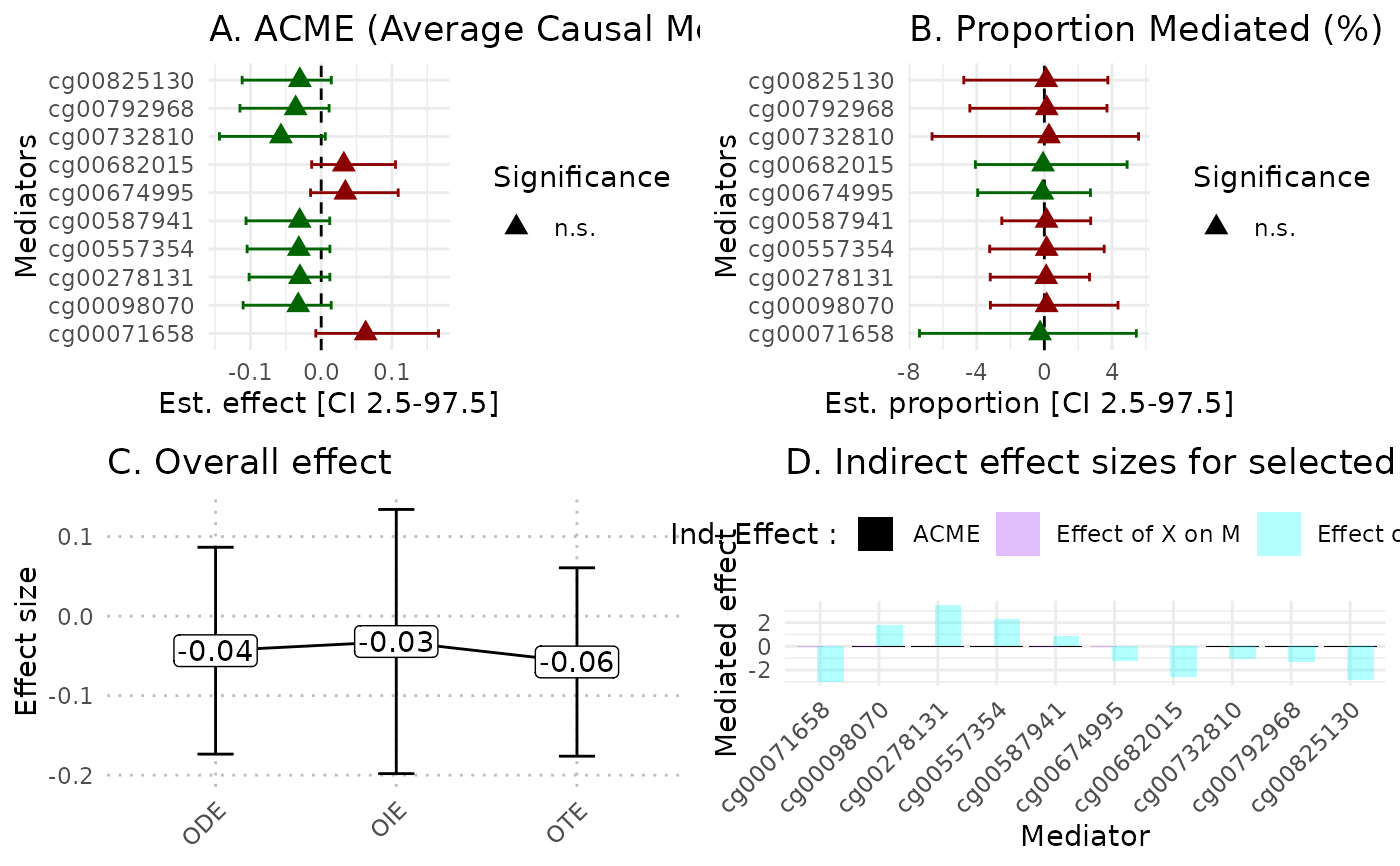 A. ACME (Average Causal Me
Mediators
cg00825130
cg00792968
cg00732810
cg00682015
cg00674995
cg00587941
cg00557354
cg00278131
cg00098070
cg00071658
-0.1 0.0 0.1
Est. effect [CI 2.5-97.5]
Significance
n.s.
B. Proportion Mediated (%)
Mediators
cg00825130
cg00792968
cg00732810
cg00682015
cg00674995
cg00587941
cg00557354
cg00278131
cg00098070
cg00071658
-8 -4 0 4
Est. proportion [CI 2.5-97.5]
Significance
n.s.
C. Overall effect
Effect size
0.1
0.0
-0.1
-0.2
-0.04
-0.03
-0.06
ODE OIE OTE
D. Indirect effect sizes for selected
Ind. Effect : ACME Effect of X on M Effect o
Mediated effect
2
0
-2
cg00071658 cg00098070 cg00278131 cg00557354 cg00587941 cg00674995 cg00682015 cg00732810 cg00792968 cg00825130
Mediator